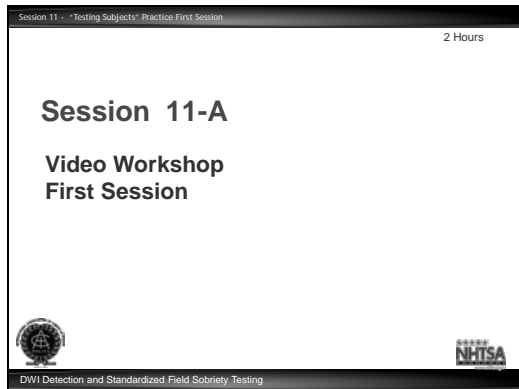 Session 11 - "Testing Subjects" Practice First Session
2 Hours
Session 11-A
Video Workshop
First Session
NHTSA
DWI Detection and Standardized Field Sobriety Testing